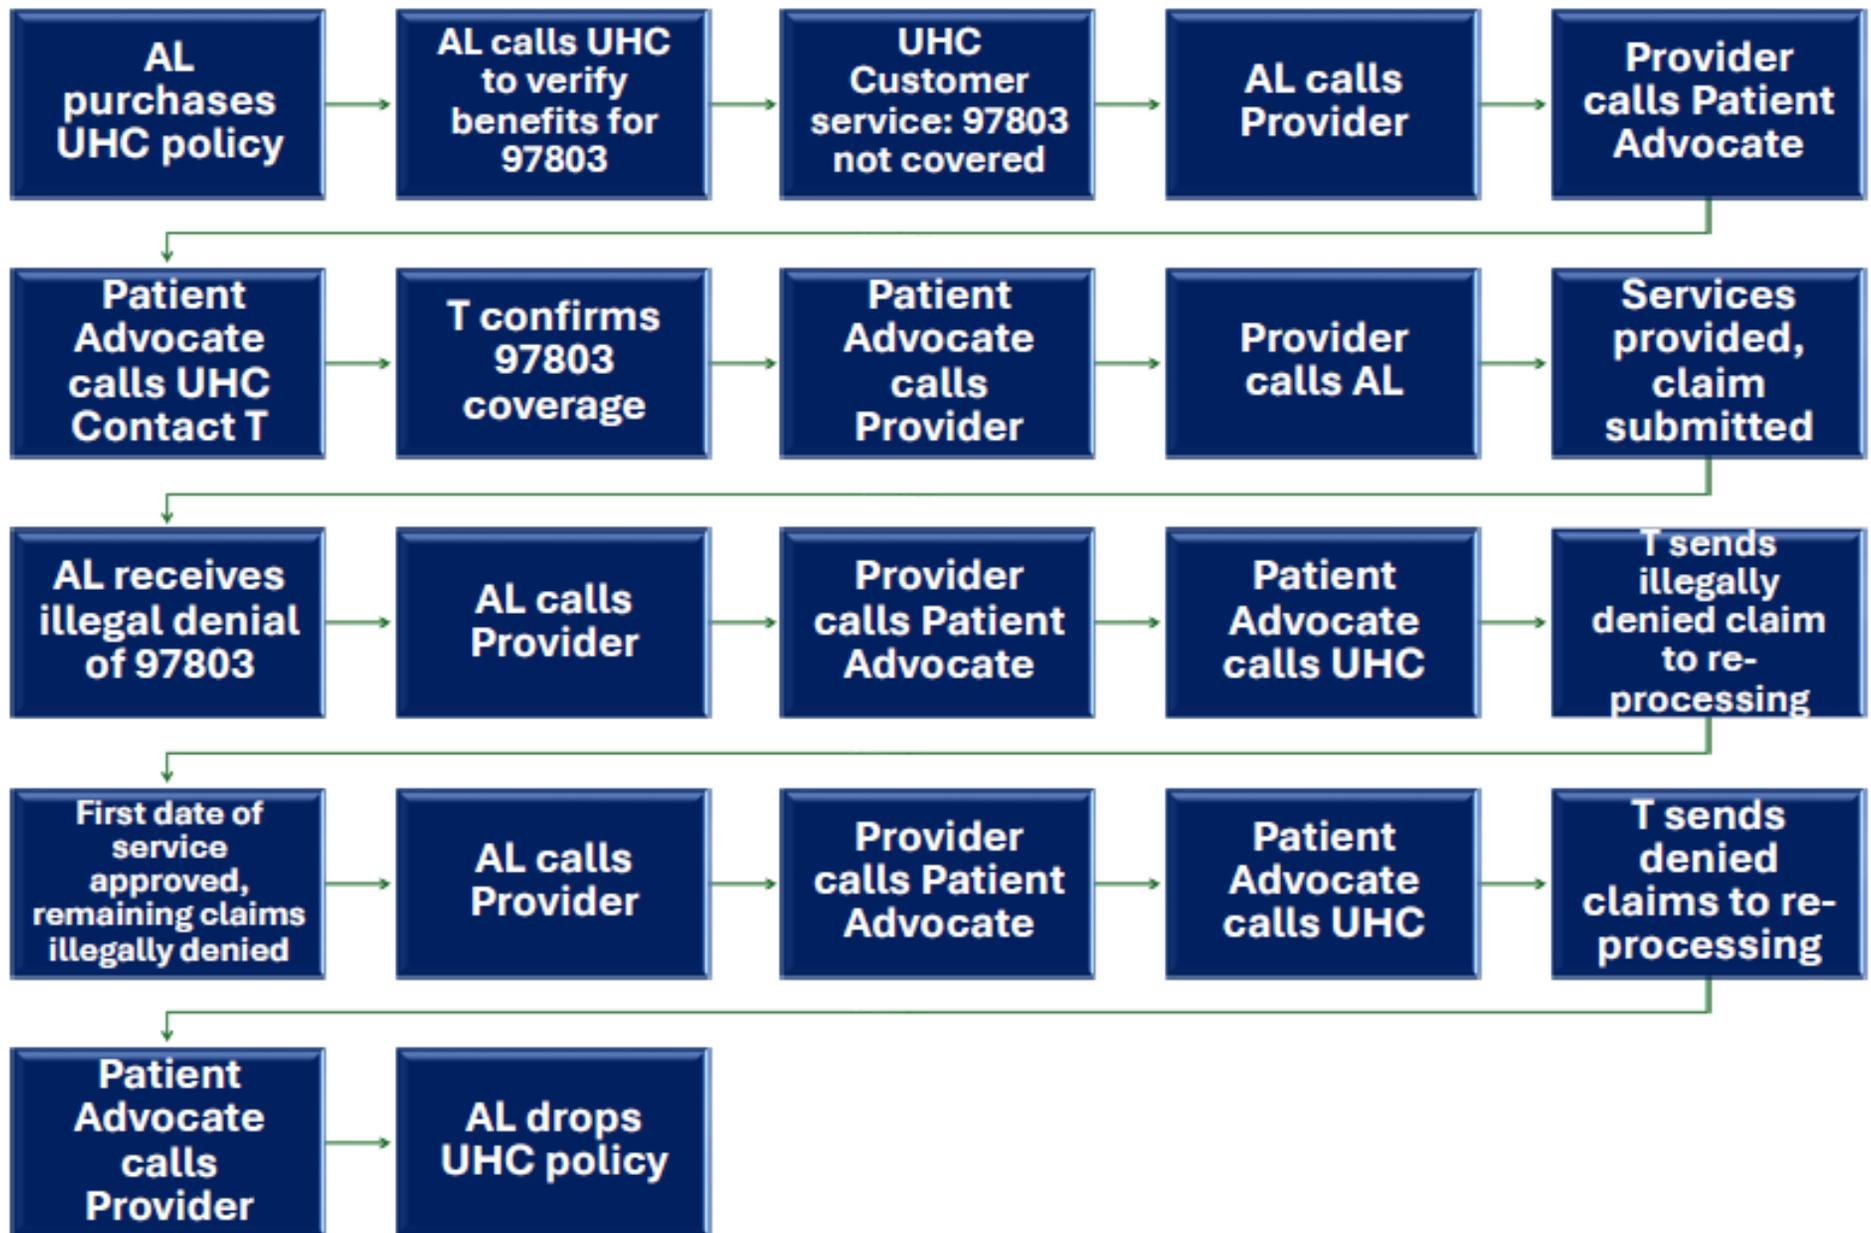 AL
purchases
UHC policy
AL calls UHC
to verify
benefits for
97803
UHC
Customer
service: 97803
not covered
AL calls
Provider
Provider
calls Patient
Advocate
Patient
Advocate
calls UHC
Contact T
T confirms
97803
coverage
Patient
Advocate
calls
Provider
Provider
calls AL
Services
provided,
claim
submitted
AL receives
illegal denial
of 97803
AL calls
Provider
Provider
calls Patient
Advocate
Patient
Advocate
calls UHC
T sends
illegally
denied claim
to re-
processing
First date of
service
approved,
remaining claims
illegally denied
AL calls
Provider
Provider
calls Patient
Advocate
Patient
Advocate
calls UHC
T sends
denied
claims to re-
processing
Patient
Advocate
calls
Provider
AL drops
UHC policy